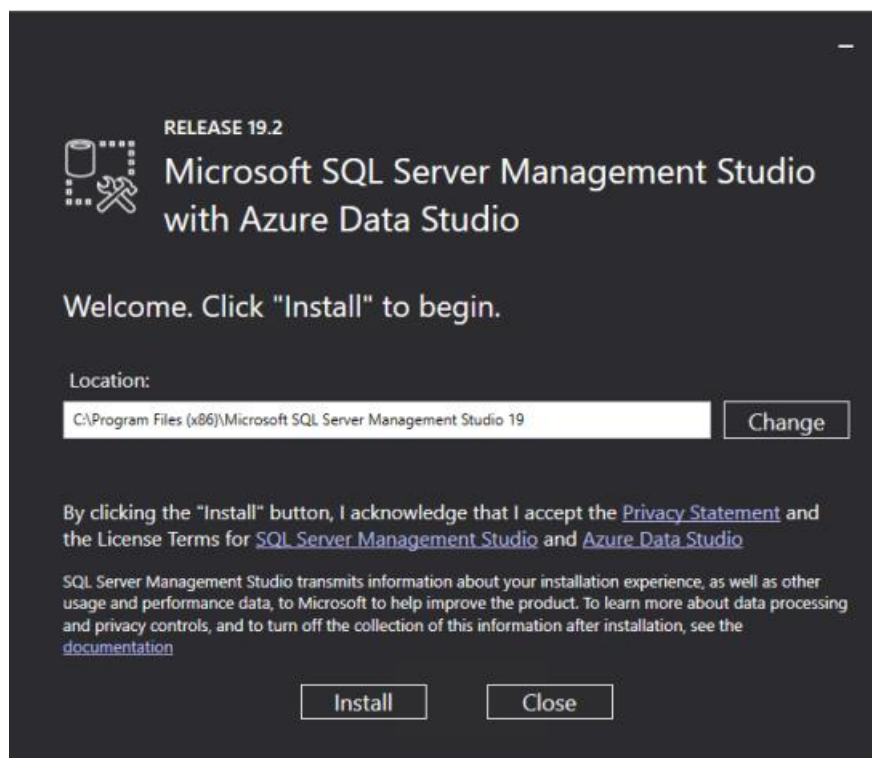 RELEASE 19.2
Microsoft SQL Server Management Studio
with Azure Data Studio
Welcome. Click "Install" to begin.
Location:
C:\Program Files (x86)\Microsoft SQL Server Management Studio 19
Change
By clicking the "Install" button, I acknowledge that I accept the Privacy Statement and
the License Terms for SQL Server Management Studio and Azure Data Studio
SQL Server Management Studio transmits information about your installation experience, as well as other
usage and performance data, to Microsoft to help improve the product. To learn more about data processing
and privacy controls, and to turn off the collection of this information after installation, see the
documentation
Install
Close